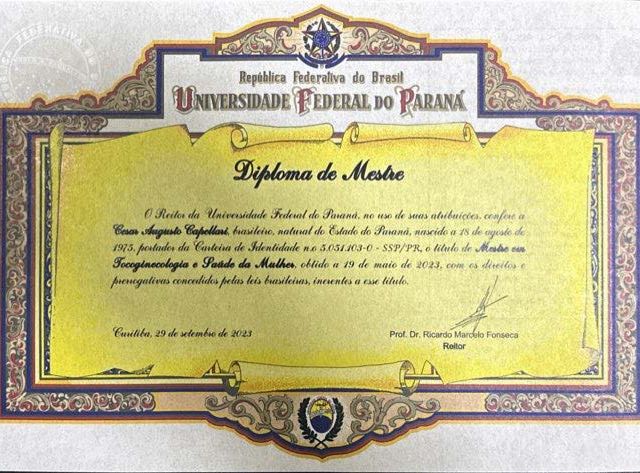 República Federativa do Brasil
UNIVERSIDADE FEDERAL DO PARANÁ
Diploma de Mestre
O Reitor da Universidade Federal do Paraná, no uso de suas atribuições, confere a
Cesar Augusto Capellari, brasileiro, natural do Estado do Paraná, nascido a 18 de agosto de
1975, portador da Carteira de Identidade n.o 5.051.103-0 - SSP/PR, o título de Mestre em
Tocoginecologia e Saúde da Mulher, obtido a 19 de maio de 2023, com os direitos e
prerrogativas concedidos pelas leis brasileiras, inerentes a esse título.
Curitiba, 29 de setembro de 2023
Prof. Dr. Ricardo Marcelo Fonseca
Reitor